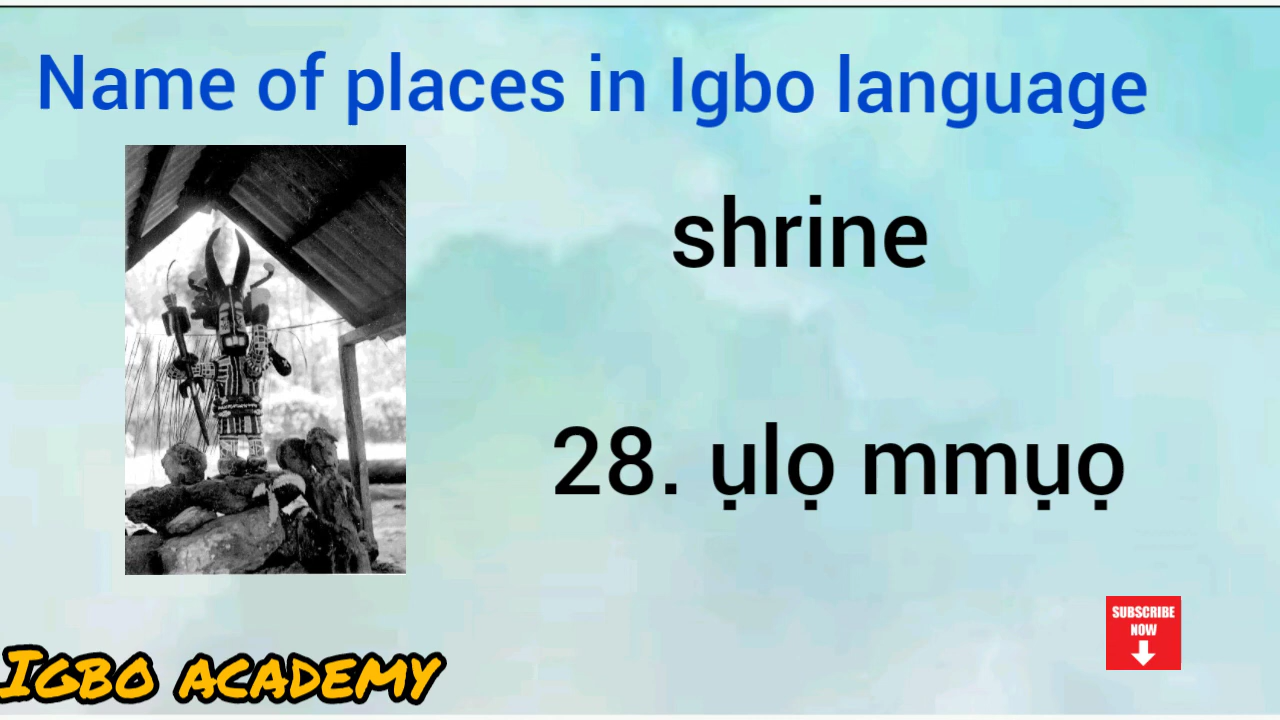 Name of places in Igbo language
shrine
28. ụlọ mmụọ
IGBO ACADEMY
SUBSCRIBE
NOW